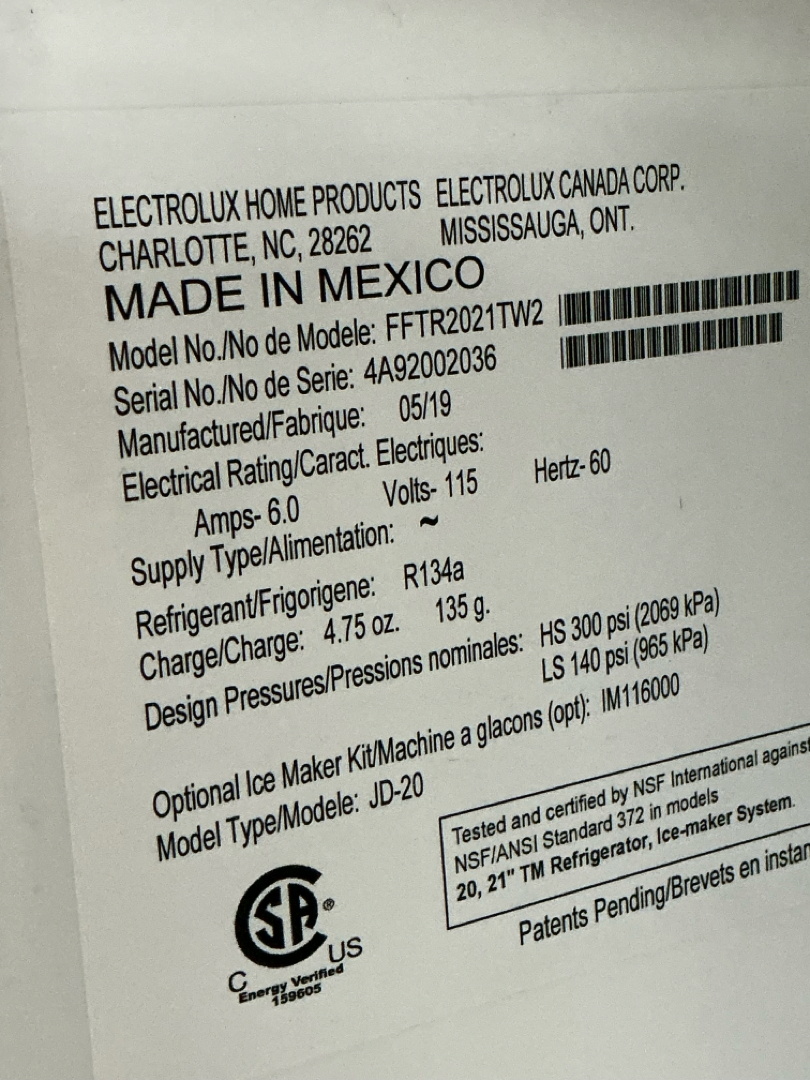 ELECTROLUX HOME PRODUCTS ELECTROLUX CANADA CORP.
CHARLOTTE, NC, 28262 MISSISSAUGA, ONT.
MADE IN MEXICO
Model No./No de Modele: FFTR2021TW2
Serial No./No de Serie: 4A92002036
Manufactured/Fabrique: 05/19
Electrical Rating/Caract. Electriques:
Amps- 6.0 Volts- 115 Hertz- 60
Supply Type/Alimentation: ~
Refrigerant/Frigorigene: R134a
Charge/Charge: 4.75 oz. 135 g.
Design Pressures/Pressions nominales: HS 300 psi (2069 kPa)
LS 140 psi (965 kPa)
Optional Ice Maker Kit/Machine a glacons (opt): IM116000
Model Type/Modele: JD-20
Tested and certified by NSF International against
NSF/ANSI Standard 372 in models
20, 21" TM Refrigerator, Ice-maker System.
Patents Pending/Brevets en instan
SA ®
C US
Energy Verified
159605